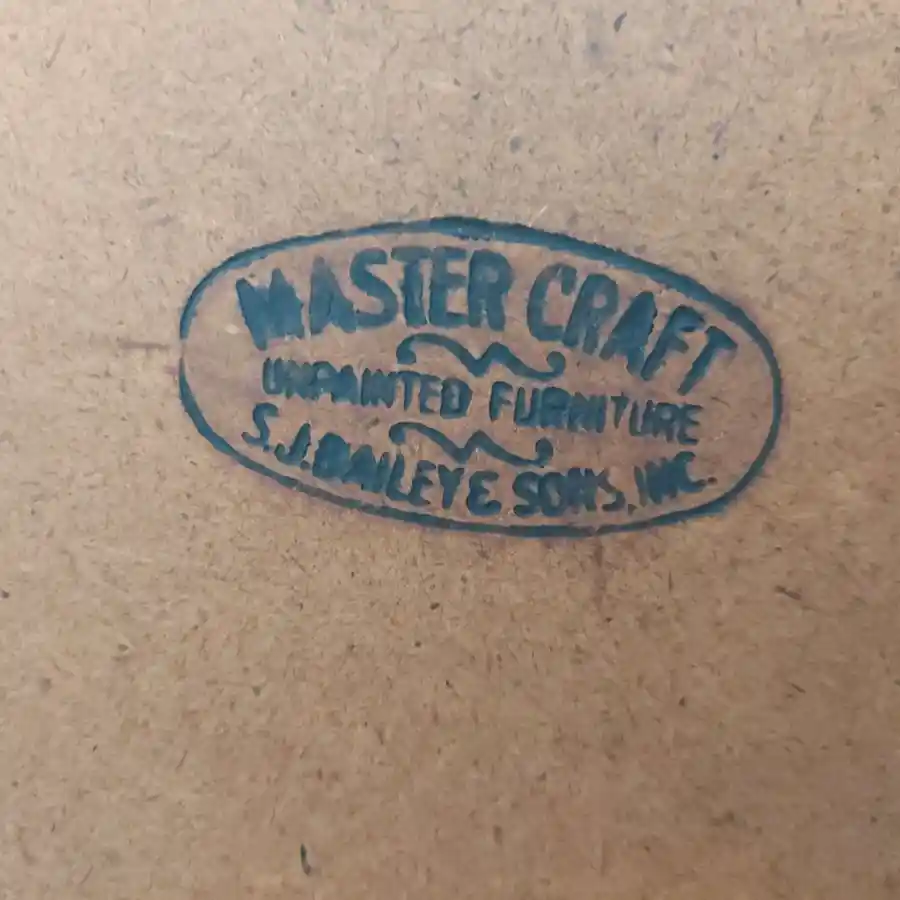 MASTER CRAFT
UNPAINTED FURNITURE
S.J. BAILEY & SONS, INC.